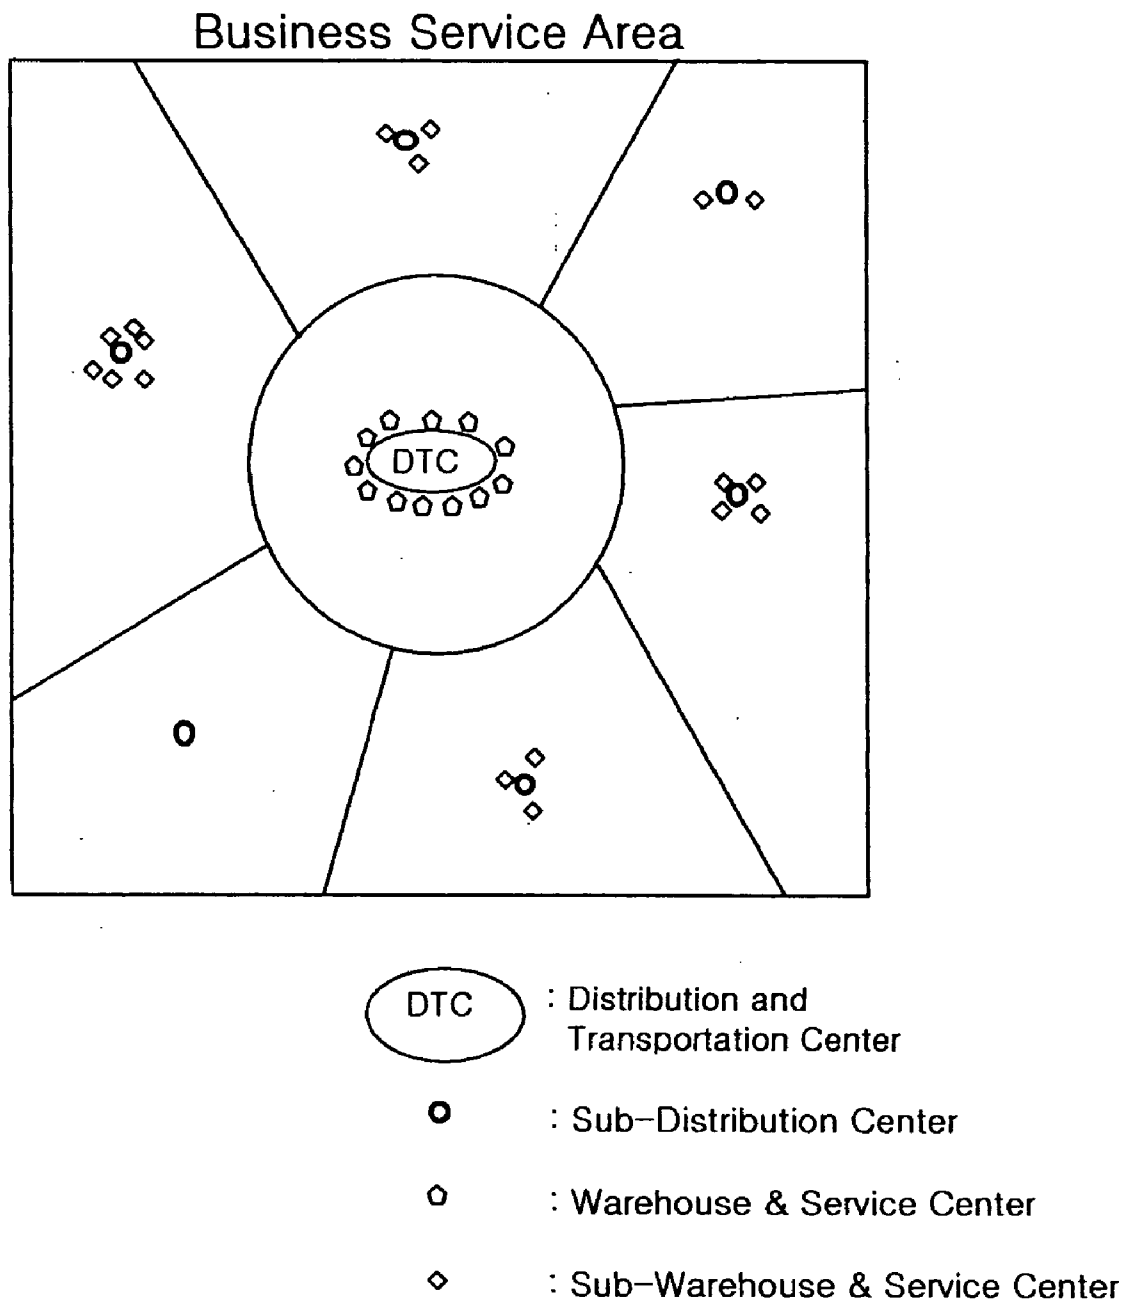 Business Service Area
DTC
DTC
: Distribution and
Transportation Center
: Sub-Distribution Center
: Warehouse & Service Center
: Sub-Warehouse & Service Center